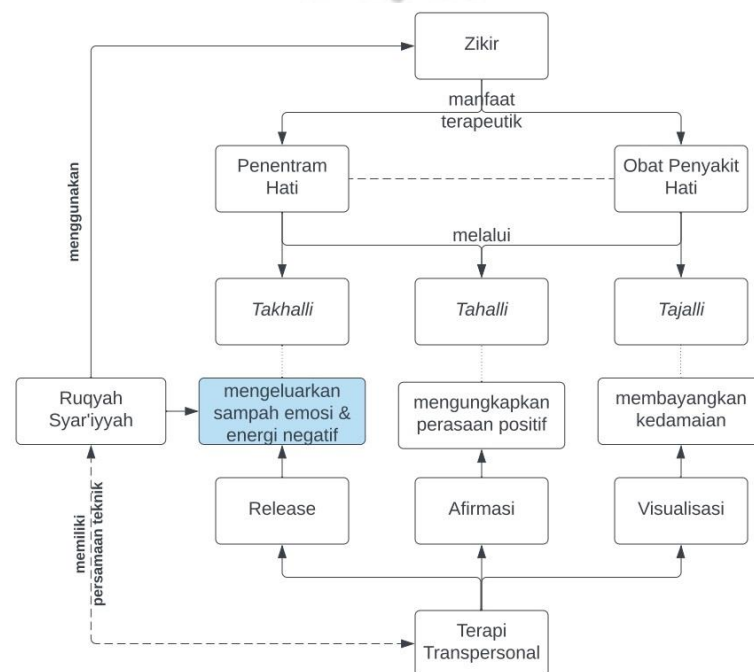 Zikir
manfaat
terapeutik
Penentram
Hati
Obat Penyakit
Hati
menggunakan
melalui
Takhalli
Tahalli
Tajalli
Ruqyah
Syar'iyyah
mengeluarkan
sampah emosi &
energi negatif
mengungkapkan
perasaan positif
membayangkan
kedamaian
Release
Afirmasi
Visualisasi
memiliki
persamaan teknik
Terapi
Transpersonal